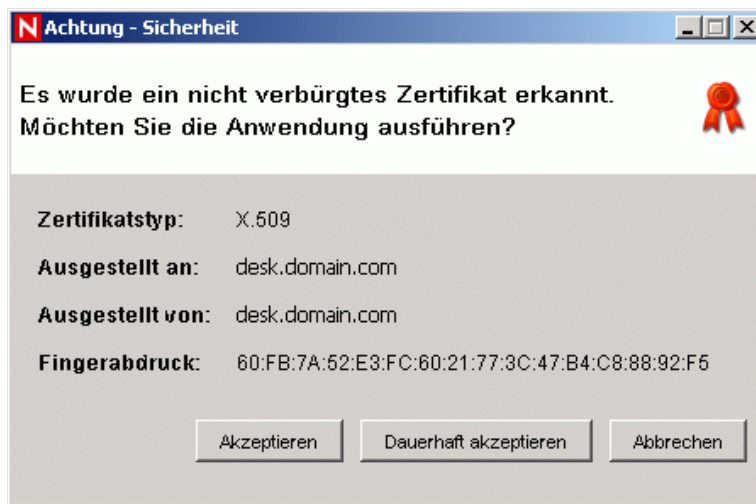 N Achtung - Sicherheit
Es wurde ein nicht verbürgtes Zertifikat erkannt.
Möchten Sie die Anwendung ausführen?
Zertifikatstyp: X.509
Ausgestellt an: desk.domain.com
Ausgestellt von: desk.domain.com
Fingerabdruck: 60:FB:7A:52:E3:FC:60:21:77:3C:47:B4:C8:88:92:F5
Akzeptieren Dauerhaft akzeptieren Abbrechen